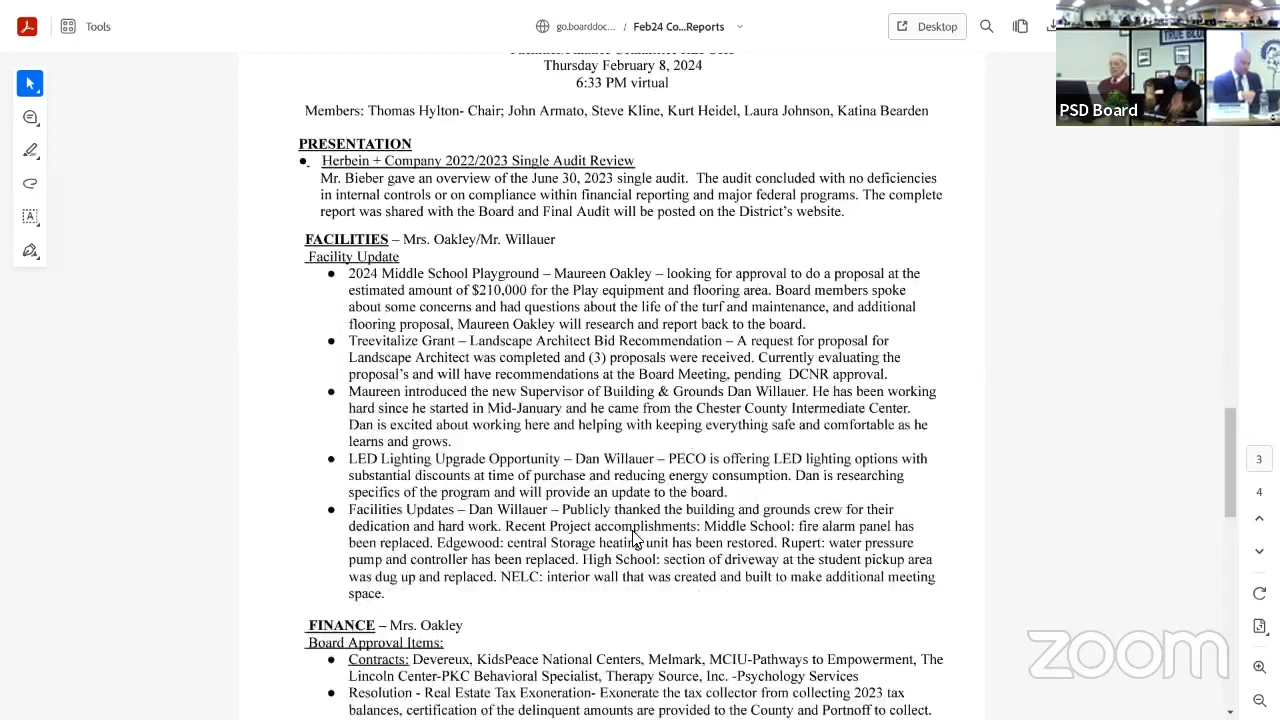 Tools
go.boarddoc... / Feb24 Co...Reports
Desktop
TRUE BLUE
PSD Board
Thursday February 8, 2024
6:33 PM virtual
Members: Thomas Hylton- Chair; John Armato, Steve Kline, Kurt Heidel, Laura Johnson, Katina Bearden
PRESENTATION
● Herbein + Company 2022/2023 Single Audit Review
Mr. Bieber gave an overview of the June 30, 2023 single audit. The audit concluded with no deficiencies
in internal controls or on compliance within financial reporting and major federal programs. The complete
report was shared with the Board and Final Audit will be posted on the District's website.
FACILITIES – Mrs. Oakley/Mr. Willauer
Facility Update
● 2024 Middle School Playground – Maureen Oakley – looking for approval to do a proposal at the
estimated amount of $210,000 for the Play equipment and flooring area. Board members spoke
about some concerns and had questions about the life of the turf and maintenance, and additional
flooring proposal, Maureen Oakley will research and report back to the board.
● Treevitalize Grant – Landscape Architect Bid Recommendation – A request for proposal for
Landscape Architect was completed and (3) proposals were received. Currently evaluating the
proposal's and will have recommendations at the Board Meeting, pending DCNR approval.
● Maureen introduced the new Supervisor of Building & Grounds Dan Willauer. He has been working
hard since he started in Mid-January and he came from the Chester County Intermediate Center.
Dan is excited about working here and helping with keeping everything safe and comfortable as he
learns and grows.
● LED Lighting Upgrade Opportunity – Dan Willauer – PECO is offering LED lighting options with
substantial discounts at time of purchase and reducing energy consumption. Dan is researching
specifics of the program and will provide an update to the board.
● Facilities Updates – Dan Willauer – Publicly thanked the building and grounds crew for their
dedication and hard work. Recent Project accomplishments: Middle School: fire alarm panel has
been replaced. Edgewood: central Storage heating unit has been restored. Rupert: water pressure
pump and controller has been replaced. High School: section of driveway at the student pickup area
was dug up and replaced. NELC: interior wall that was created and built to make additional meeting
space.
FINANCE – Mrs. Oakley
Board Approval Items:
● Contracts: Devereux, KidsPeace National Centers, Melmark, MCIU-Pathways to Empowerment, The
Lincoln Center-PKC Behavioral Specialist, Therapy Source, Inc. -Psychology Services
● Resolution - Real Estate Tax Exoneration- Exonerate the tax collector from collecting 2023 tax
balances, certification of the delinquent amounts are provided to the County and Portnoff to collect.
3
4
zoom